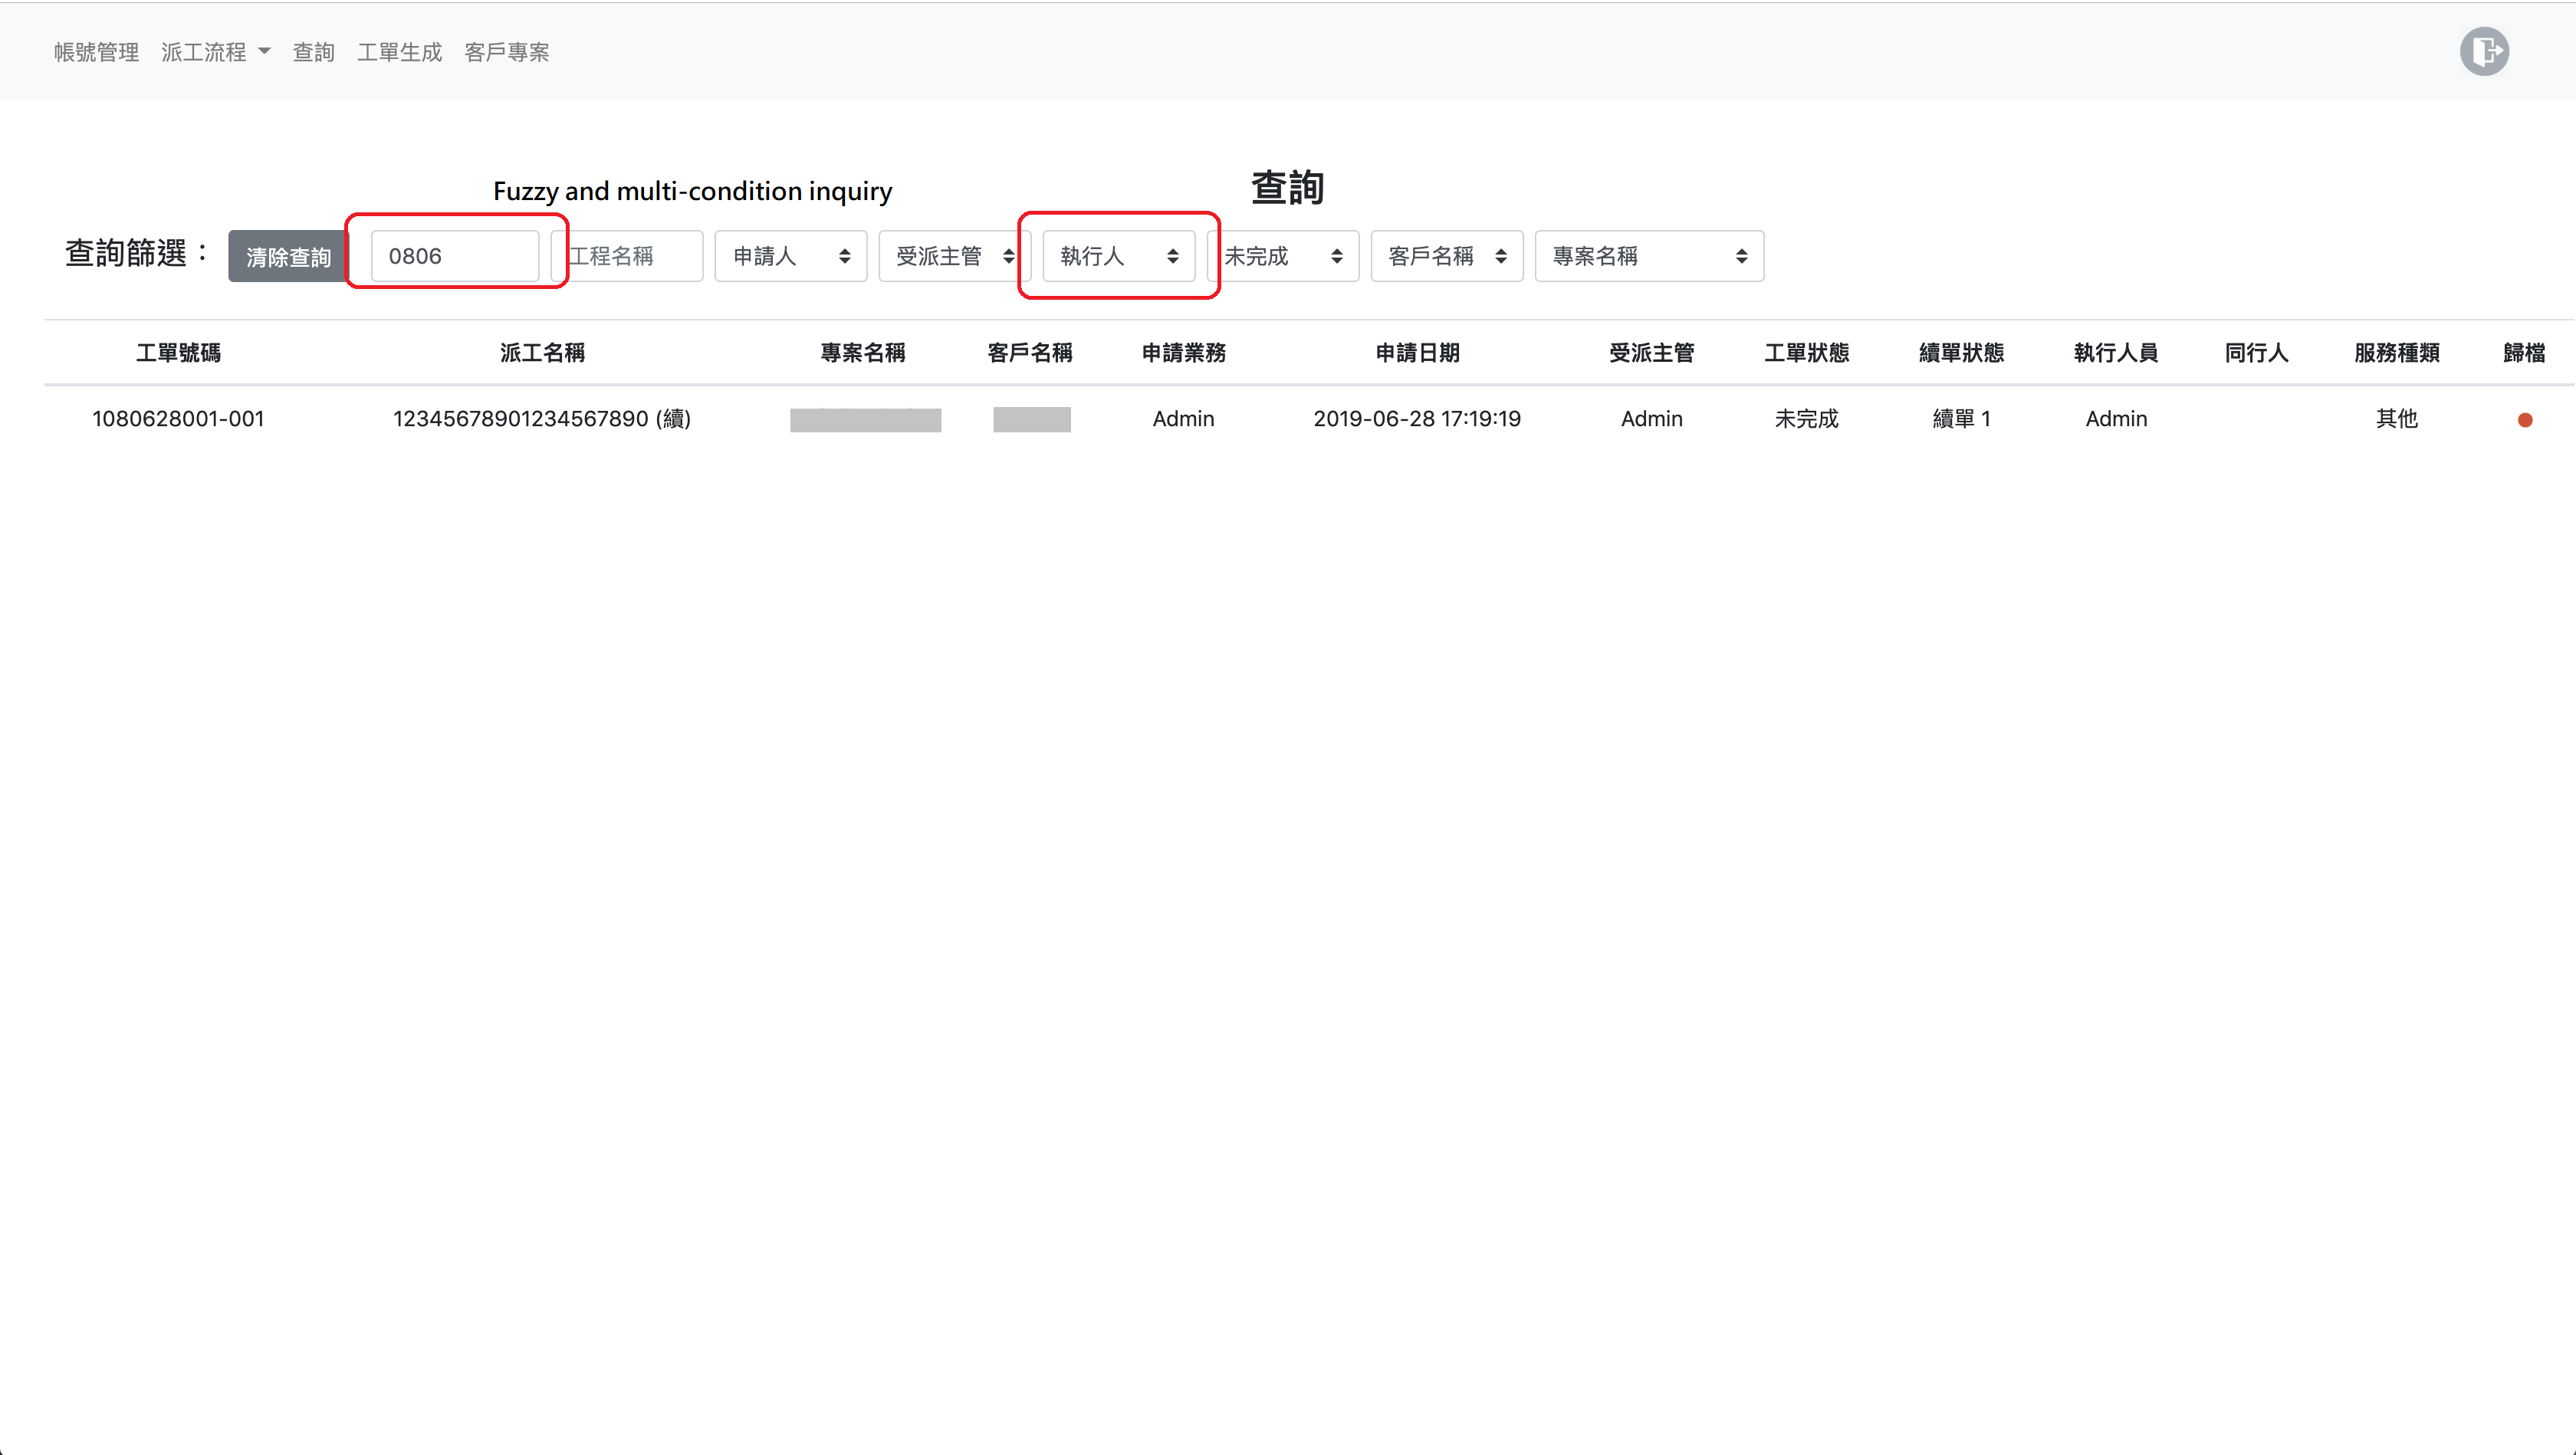 帳號管理 派工流程 查詢 工單生成 客戶專案
Fuzzy and multi-condition inquiry
查詢
查詢篩選： 清除查詢 0806 工程名稱 申請人 受派主管 執行人 未完成 客戶名稱 專案名稱
工單號碼 派工名稱 專案名稱 客戶名稱 申請業務 申請日期 受派主管 工單狀態 續單狀態 執行人員 同行人 服務種類 歸檔
1080628001-001 12345678901234567890 (續) Admin 2019-06-28 17:19:19 Admin 未完成 續單 1 Admin 其他